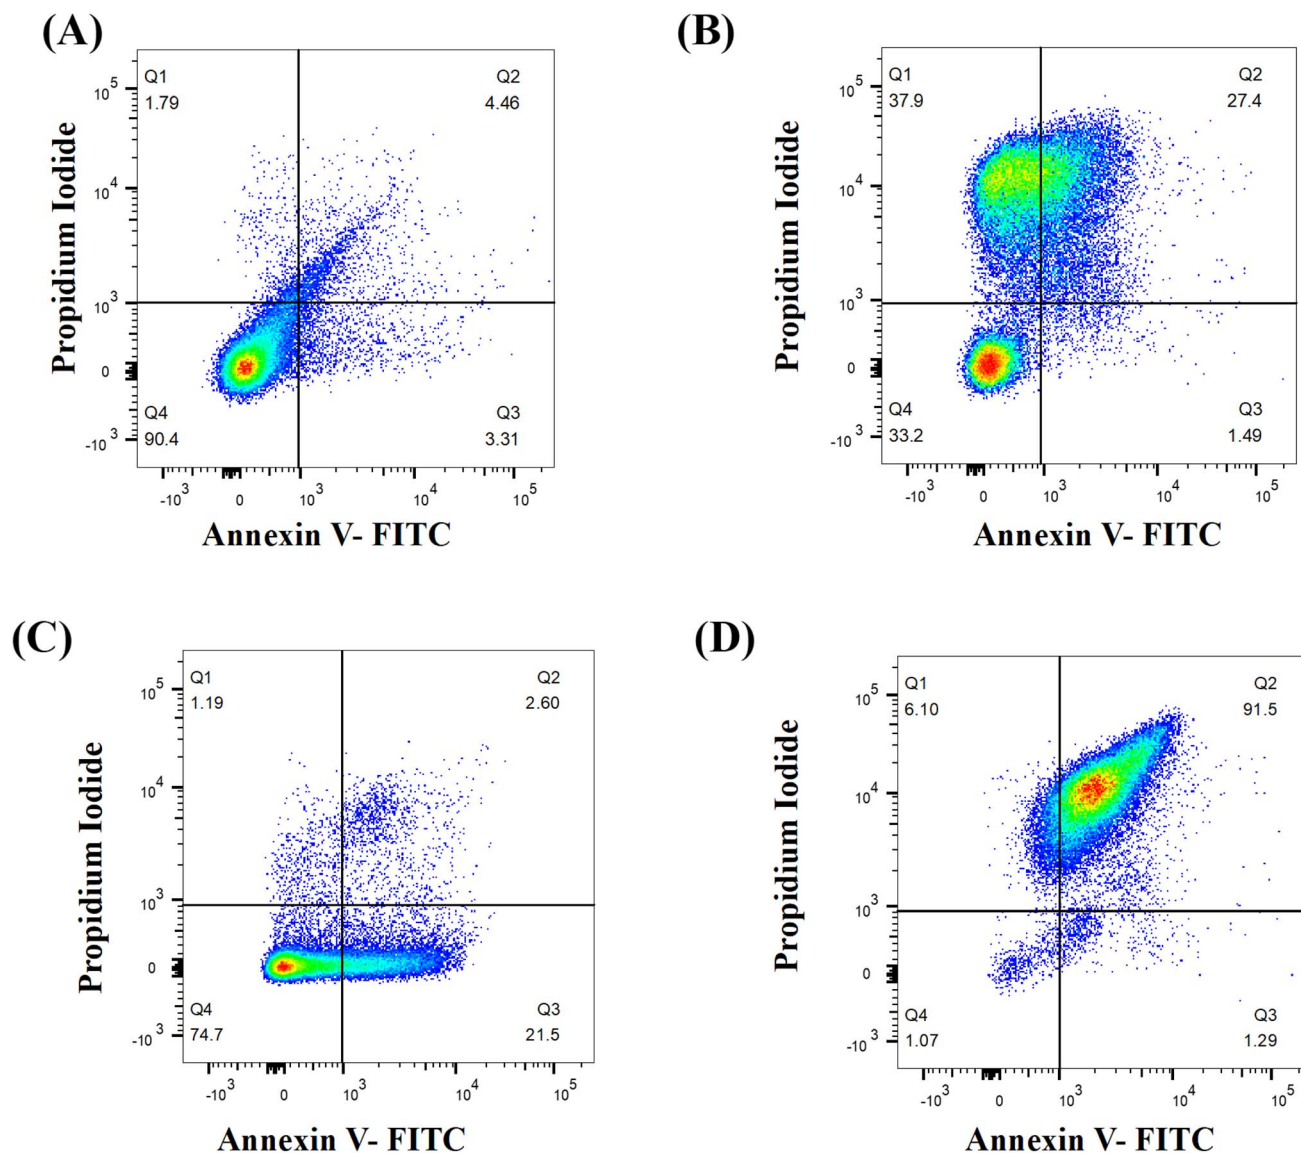 (A)
Q1
1.79
Q2
4.46
Q4
90.4
Q3
3.31
10^5
10^4
10^3
0
-10^3
-10^3
0
10^3
10^4
10^5
Propidium Iodide
Annexin V- FITC
(B)
Q1
37.9
Q2
27.4
Q4
33.2
Q3
1.49
10^5
10^4
10^3
0
-10^3
-10^3
0
10^3
10^4
10^5
Propidium Iodide
Annexin V- FITC
(C)
Q1
1.19
Q2
2.60
Q4
74.7
Q3
21.5
10^5
10^4
10^3
0
-10^3
-10^3
0
10^3
10^4
10^5
Propidium Iodide
Annexin V- FITC
(D)
Q1
6.10
Q2
91.5
Q4
1.07
Q3
1.29
10^5
10^4
10^3
0
-10^3
-10^3
0
10^3
10^4
10^5
Propidium Iodide
Annexin V- FITC